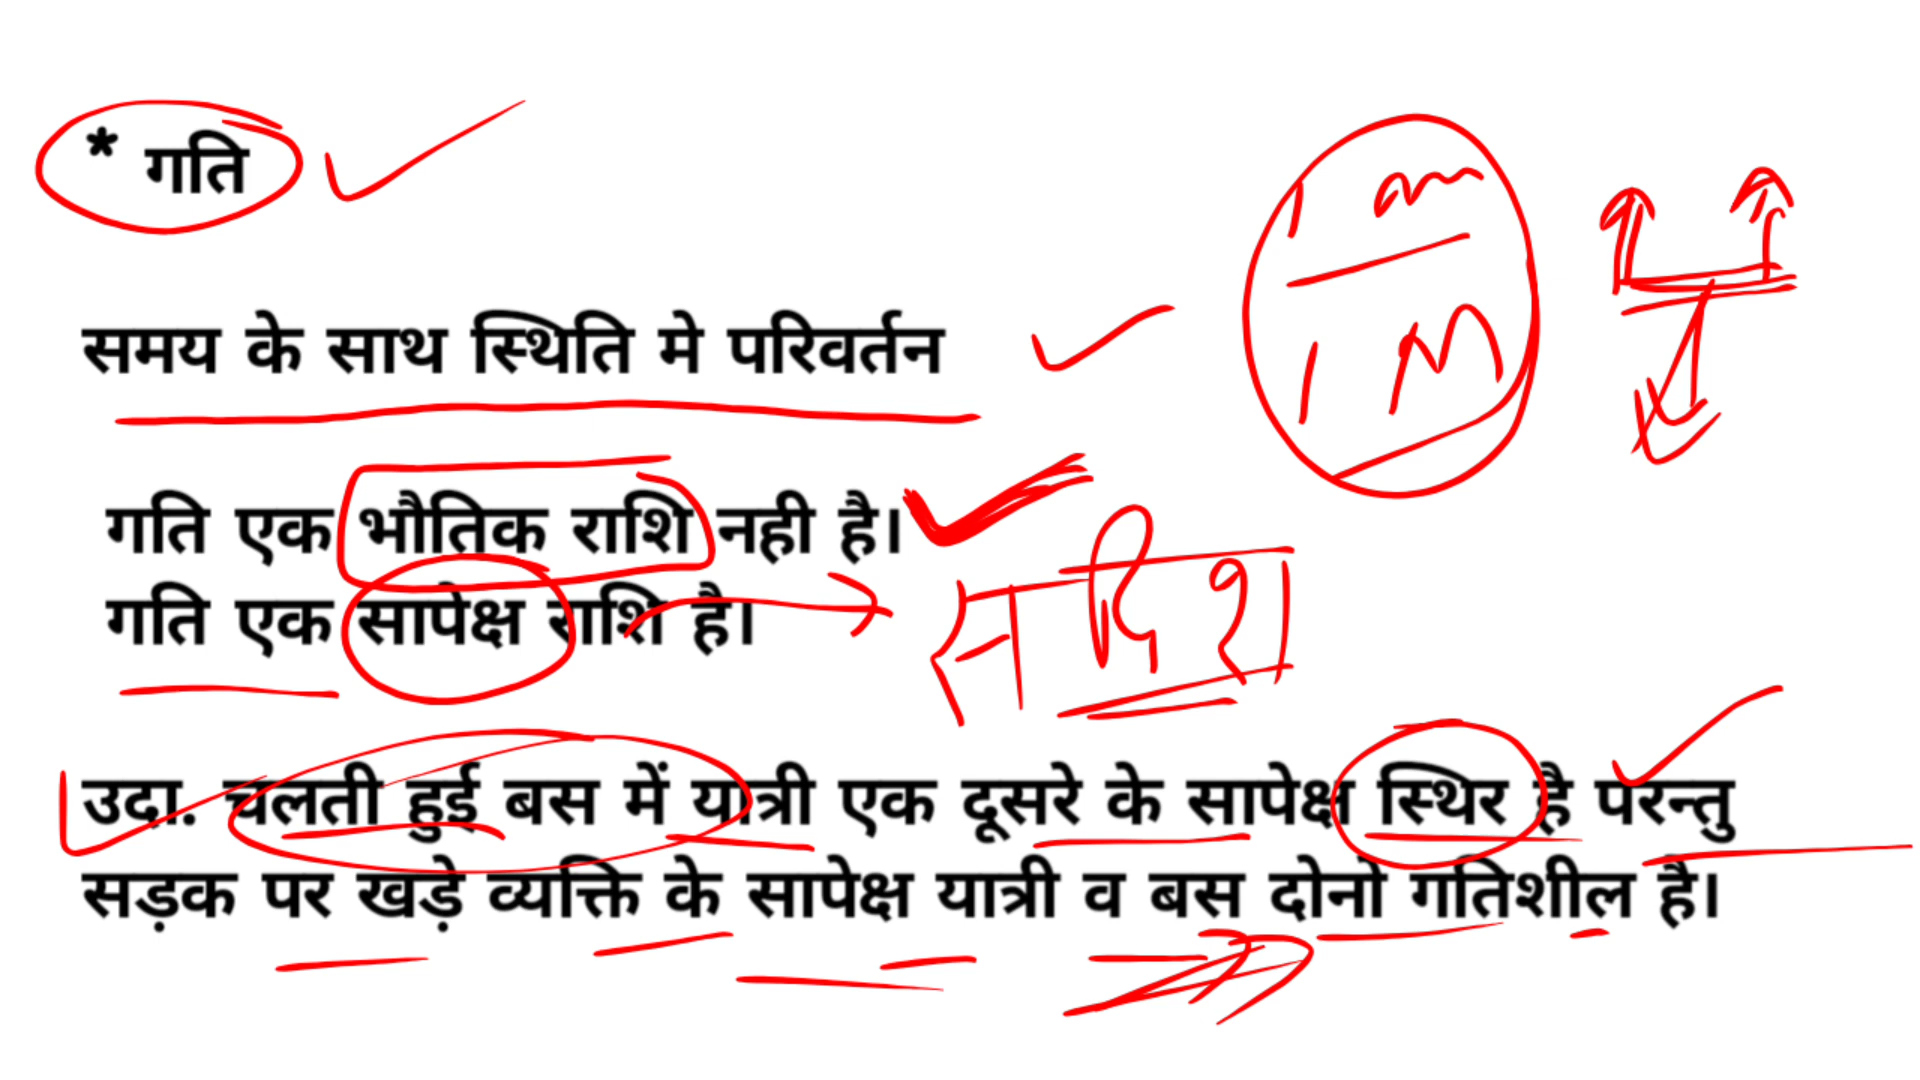 * गति
समय के साथ स्थिति मे परिवर्तन
गति एक भौतिक राशि नही है।
गति एक सापेक्ष राशि है।
सदिश
उदा. चलती हुई बस में यात्री एक दूसरे के सापेक्ष स्थिर है परन्तु
सड़क पर खड़े व्यक्ति के सापेक्ष यात्री व बस दोनो गतिशील है।